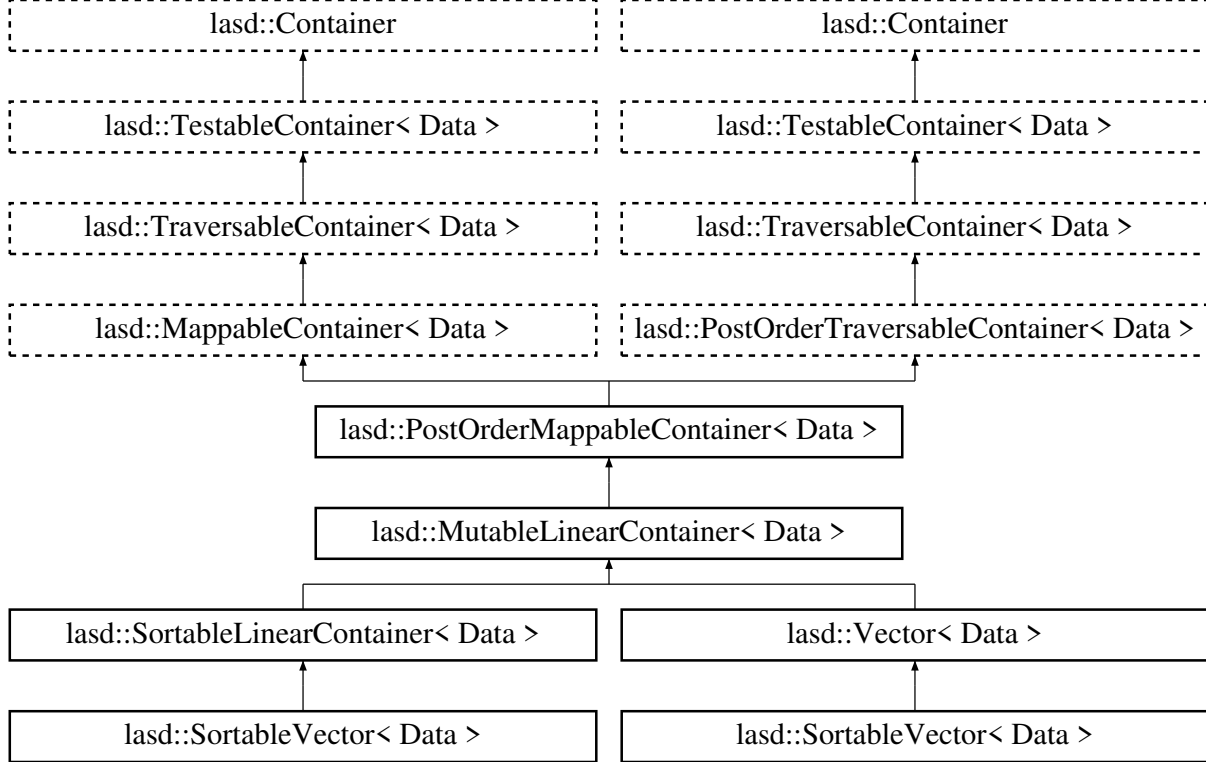 lasd::Container
lasd::Container
lasd::TestableContainer< Data >
lasd::TestableContainer< Data >
lasd::TraversableContainer< Data >
lasd::TraversableContainer< Data >
lasd::MappableContainer< Data >
lasd::PostOrderTraversableContainer< Data >
lasd::PostOrderMappableContainer< Data >
lasd::MutableLinearContainer< Data >
lasd::SortableLinearContainer< Data >
lasd::Vector< Data >
lasd::SortableVector< Data >
lasd::SortableVector< Data >